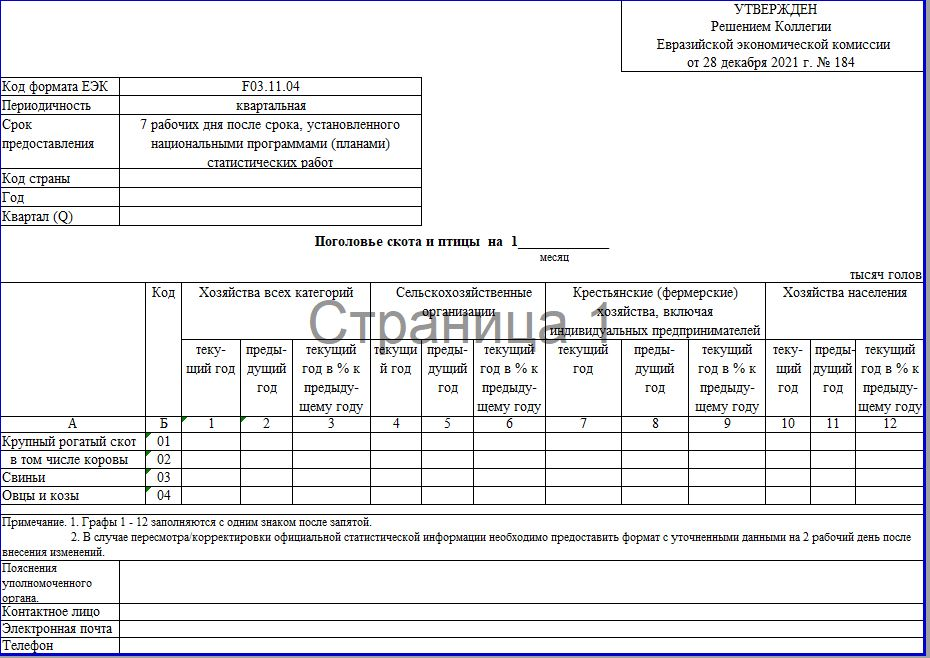 УТВЕРЖДЕН
Решением Коллегии
Евразийской экономической комиссии
от 28 декабря 2021 г. № 184
Код формата ЕЭК F03.11.04
Периодичность квартальная
Срок предоставления 7 рабочих дня после срока, установленного
национальными программами (планами)
статистических работ
Код страны
Год
Квартал (Q)
Поголовье скота и птицы на 1_____________
месяц
тысяч голов
Код Хозяйства всех категорий Сельскохозяйственные организации Крестьянские (фермерские) хозяйства, включая индивидуальных предпринимателей Хозяйства населения
Страница 1
теку-щий год преды-дущий год текущий год в % к предыду-щему году текущи й год преды-дущий год текущий год в % к предыду-щему году текущий год преды-дущий год текущий год в % к предыду-щему году теку-щий год преды-дущий год текущий год в % к предыду-щему году
А Б 1 2 3 4 5 6 7 8 9 10 11 12
Крупный рогатый скот 01
в том числе коровы 02
Свиньи 03
Овцы и козы 04
Примечание. 1. Графы 1 - 12 заполняются с одним знаком после запятой.
2. В случае пересмотра/корректировки официальной статистической информации необходимо предоставить формат с уточненными данными на 2 рабочий день после
внесения изменений.
Пояснения
уполномоченного
органа.
Контактное лицо
Электронная почта
Телефон